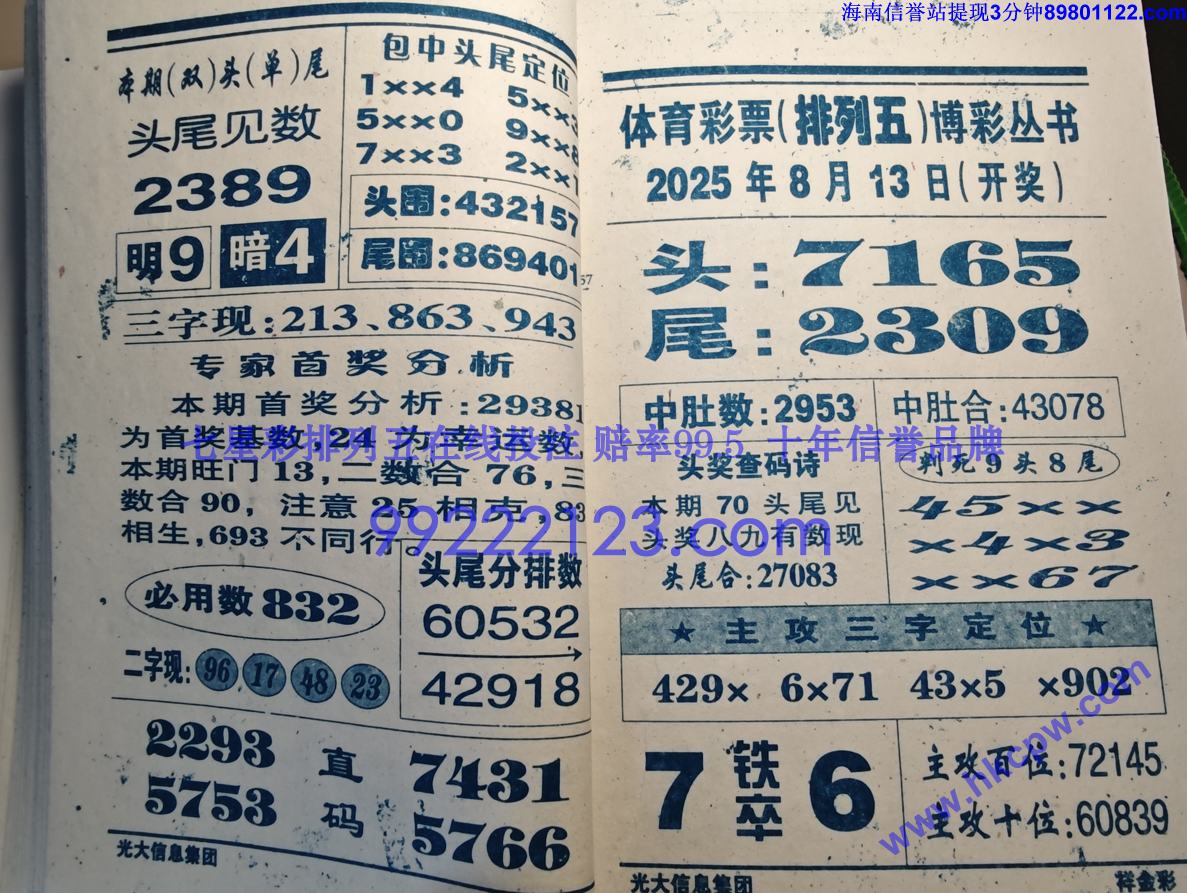 海南信誉站提现3分钟89801122.com
本期(双)头(单)尾
头尾见数
2389
明9 暗4
包中头尾定位
1××4 5××3
5××0 9××8
7××3 2××1
头围:432157
尾围:869401
三字现:213、863、943
专家首奖分析
本期首奖分析:29381
为首奖基数,24为幸运数,
本期旺门13,二数合76,三
数合90,注意25相克,83
相生,693不同行。
必用数832
二字现:96 17 48 23
头尾分排数
60532
42918
2293 直 7431
5753 码 5766
光大信息集团
体育彩票(排列五)博彩丛书
2025年8月13日(开奖)
头:7165
尾:2309
中肚数:2953 中肚合:43078
头奖查码诗
本期70头尾见
头奖八九有数现
头尾合:27083
判死9头8尾
45××
×4×3
××67
★主攻三字定位★
429× 6×71 43×5 ×902
7铁卒6
主攻百位:72145
主攻十位:60839
光大信息集团 祥金彩
七星彩排列五在线投注 赔率99.5 十年信誉品牌
99222123.com
www.hkcpw.com